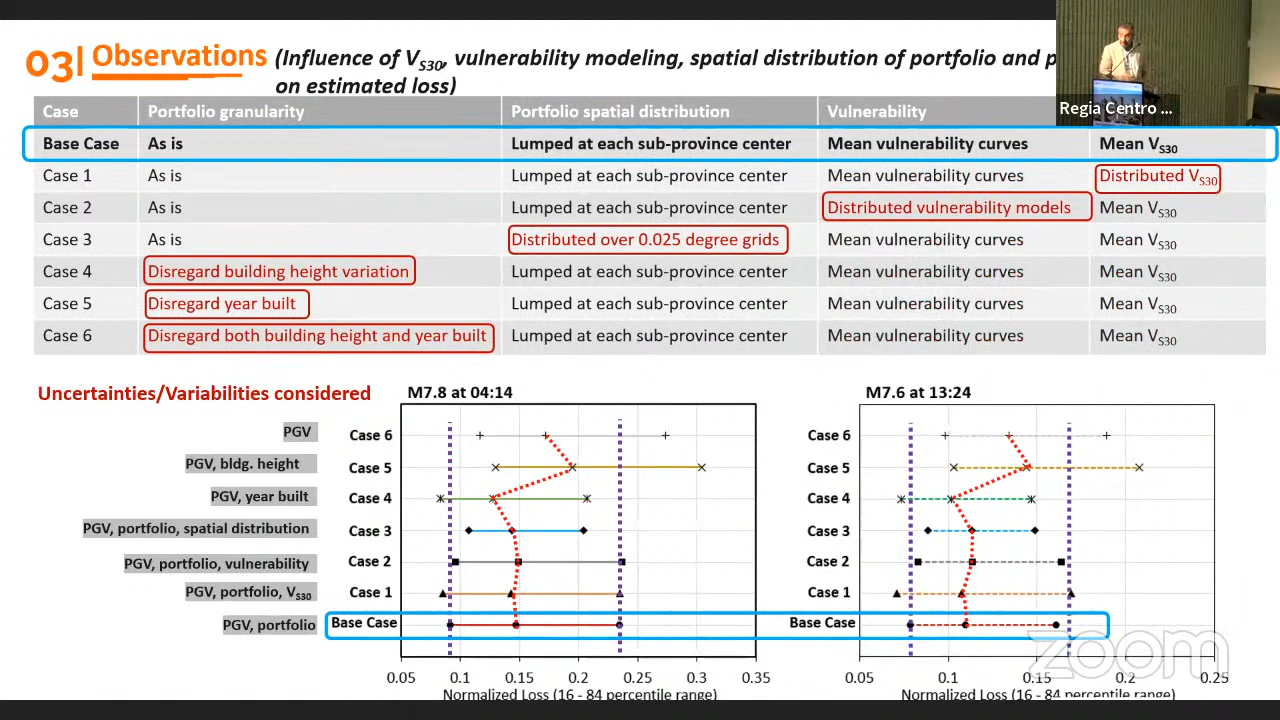 03| Observations (Influence of VS30, vulnerability modeling, spatial distribution of portfolio and p
on estimated loss)
Regia Centro ...
Case Portfolio granularity Portfolio spatial distribution Vulnerability
Base Case As is Lumped at each sub-province center Mean vulnerability curves Mean VS30
Case 1 As is Lumped at each sub-province center Mean vulnerability curves Distributed VS30
Case 2 As is Lumped at each sub-province center Distributed vulnerability models Mean VS30
Case 3 As is Distributed over 0.025 degree grids Mean vulnerability curves Mean VS30
Case 4 Disregard building height variation Lumped at each sub-province center Mean vulnerability curves Mean VS30
Case 5 Disregard year built Lumped at each sub-province center Mean vulnerability curves Mean VS30
Case 6 Disregard both building height and year built Lumped at each sub-province center Mean vulnerability curves Mean VS30
Uncertainties/Variabilities considered M7.8 at 04:14 M7.6 at 13:24
PGV Case 6 Case 6
PGV, bldg. height Case 5 Case 5
PGV, year built Case 4 Case 4
PGV, portfolio, spatial distribution Case 3 Case 3
PGV, portfolio, vulnerability Case 2 Case 2
PGV, portfolio, VS30 Case 1 Case 1
PGV, portfolio Base Case Base Case
zoom
0.05 0.1 0.15 0.2 0.25 0.3 0.35 0.05 0.1 0.15 0.2 0.25
Normalized Loss (16 - 84 percentile range) Normalized Loss (16 - 84 percentile range)